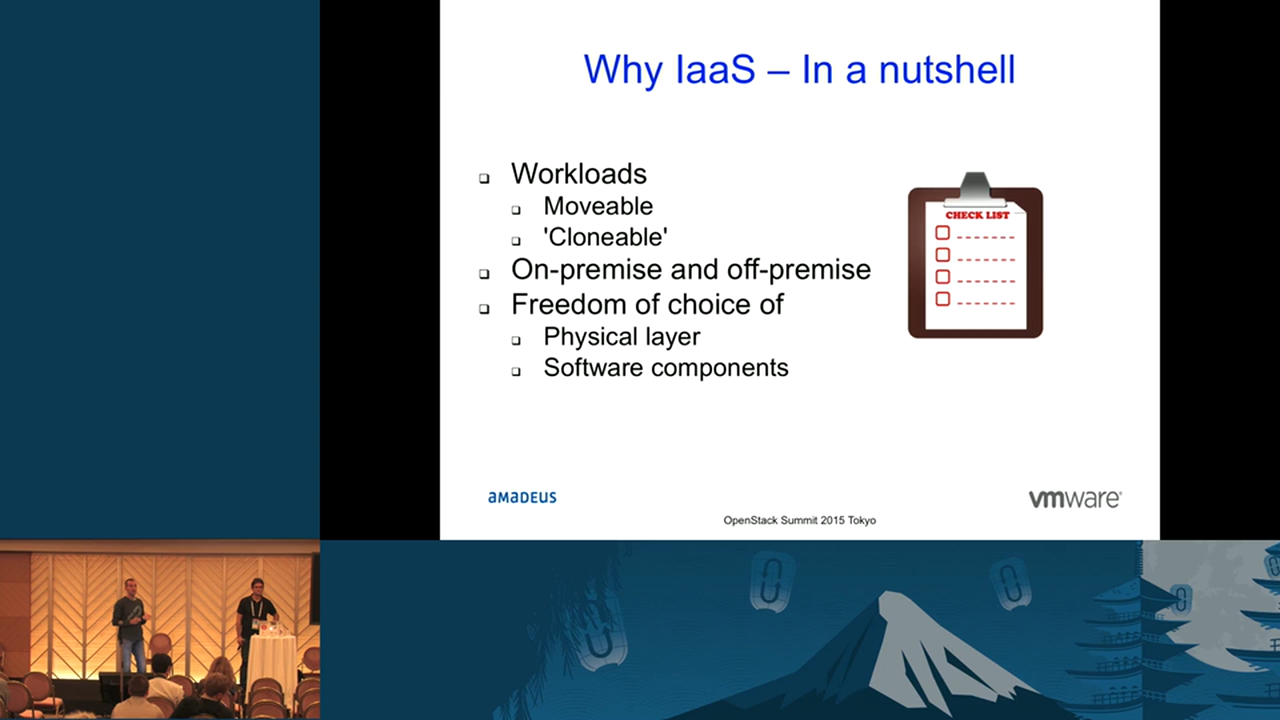 Why IaaS – In a nutshell
Workloads
Moveable
'Cloneable'
On-premise and off-premise
Freedom of choice of
Physical layer
Software components
CHECK LIST
amadeus
vmware
OpenStack Summit 2015 Tokyo